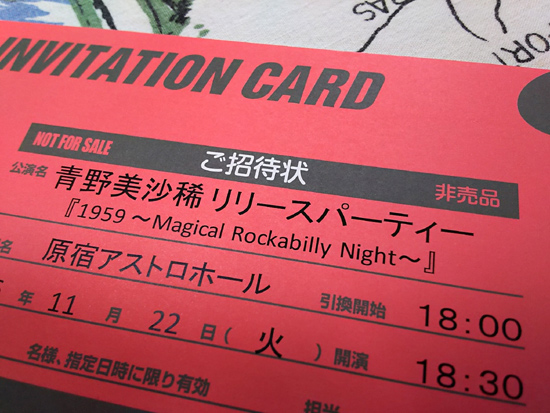 INVITATION CARD
NOT FOR SALE ご招待状 非売品
公演名 青野美沙稀 リリースパーティー
『1959 ～Magical Rockabilly Night～』
名 原宿アストロホール 引換開始 18:00
年 11 月 22 日( 火 ) 開演 18:30
名様、指定日時に限り有効 担当